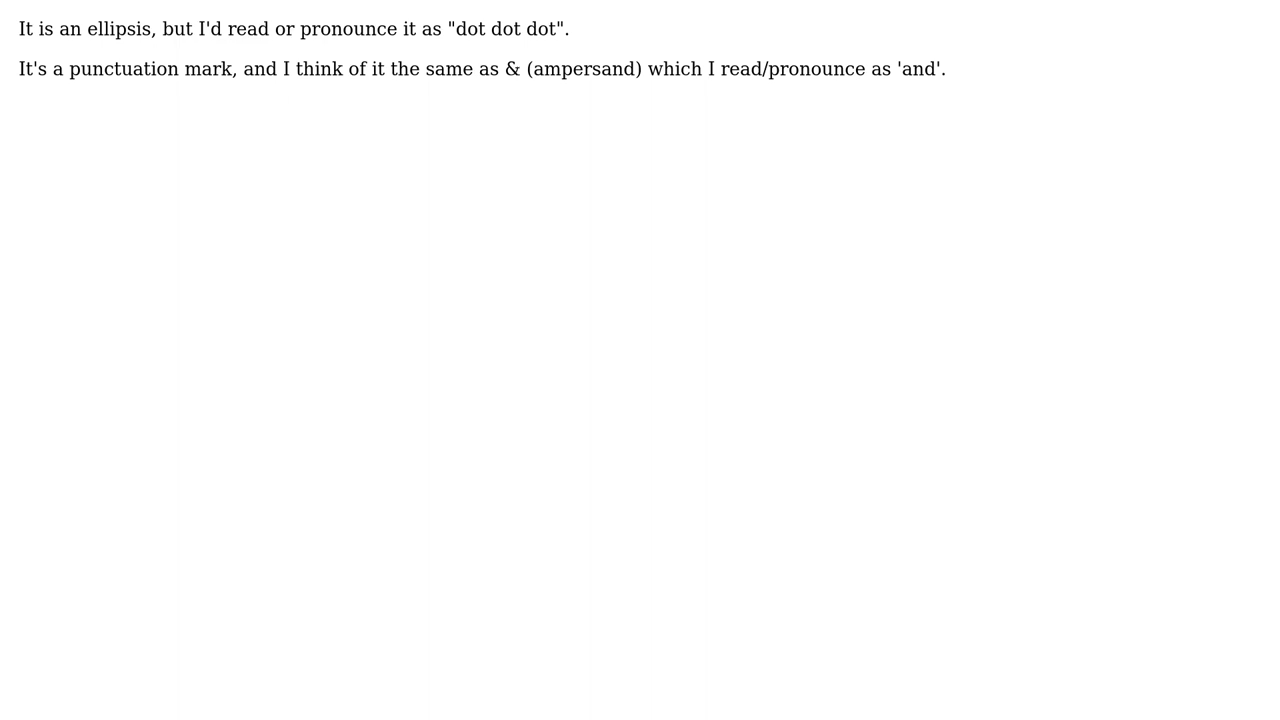 It is an ellipsis, but I'd read or pronounce it as "dot dot dot".
It's a punctuation mark, and I think of it the same as & (ampersand) which I read/pronounce as 'and'.